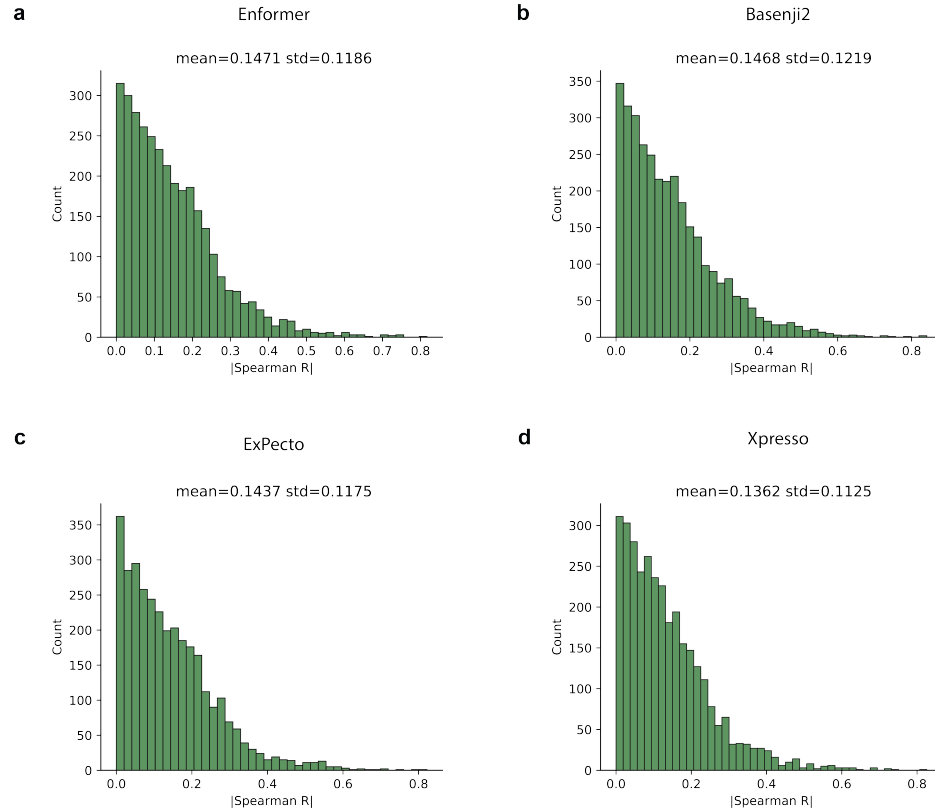 a
Enformer
mean=0.1471 std=0.1186
300
250
200
150
100
50
0
Count
0.0 0.1 0.2 0.3 0.4 0.5 0.6 0.7 0.8
|Spearman R|
b
Basenji2
mean=0.1468 std=0.1219
350
300
250
200
150
100
50
0
Count
0.0 0.2 0.4 0.6 0.8
|Spearman R|
c
ExPecto
mean=0.1437 std=0.1175
350
300
250
200
150
100
50
0
Count
0.0 0.2 0.4 0.6 0.8
|Spearman R|
d
Xpresso
mean=0.1362 std=0.1125
300
250
200
150
100
50
0
Count
0.0 0.2 0.4 0.6 0.8
|Spearman R|